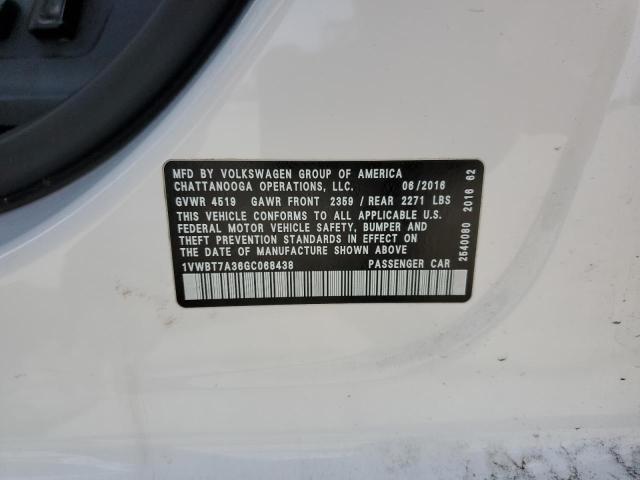 MFD BY VOLKSWAGEN GROUP OF AMERICA
CHATTANOOGA OPERATIONS, LLC. 06/2016
GVWR 4519 GAWR FRONT 2359 / REAR 2271 LBS
THIS VEHICLE CONFORMS TO ALL APPLICABLE U.S.
FEDERAL MOTOR VEHICLE SAFETY, BUMPER AND
THEFT PREVENTION STANDARDS IN EFFECT ON
THE DATE OF MANUFACTURE SHOWN ABOVE
1VWBT7A36GC068438 PASSENGER CAR
2540080 2016 62